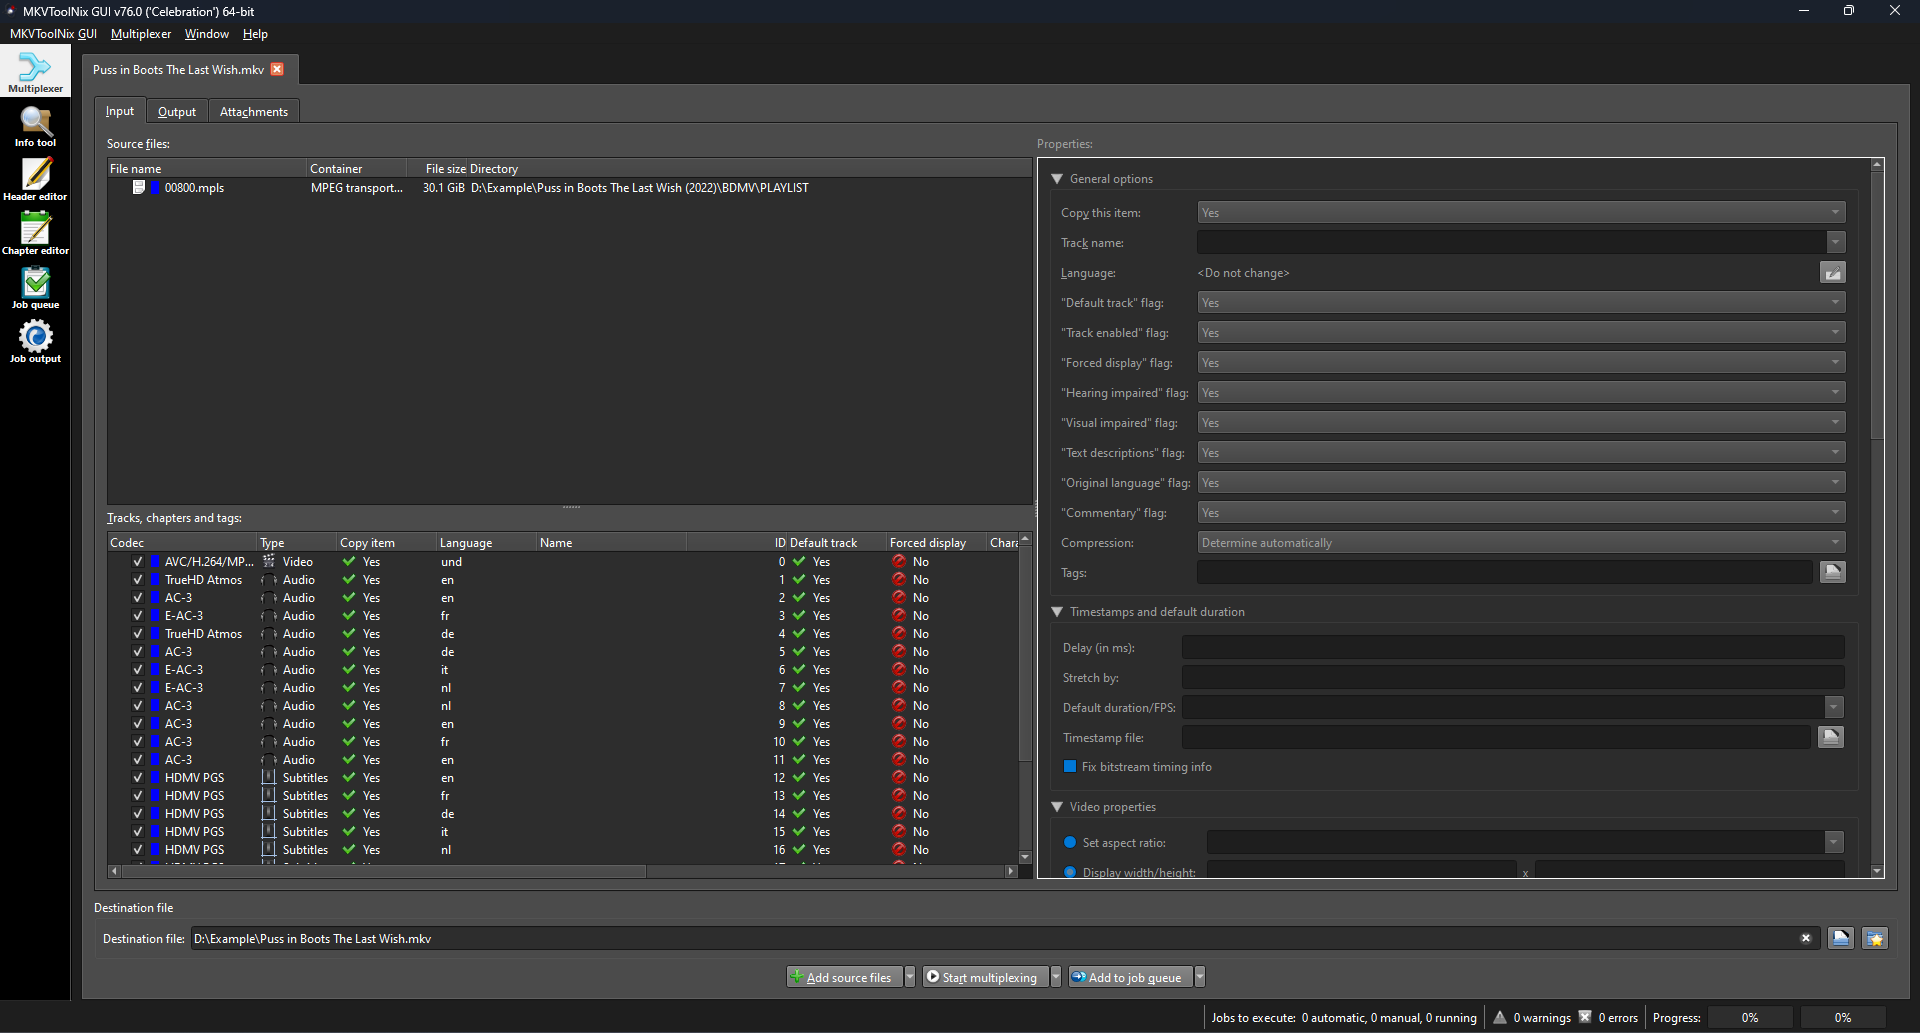 MKVToolNix GUI v76.0 ('Celebration') 64-bit
MKVToolNix GUI Multiplexer Window Help
Multiplexer
Info tool
Header editor
Chapter editor
Job queue
Job output
Puss in Boots The Last Wish.mkv
Input Output Attachments
Source files:
File name Container File size Directory
00800.mpls MPEG transport... 30.1 GiB D:\Example\Puss in Boots The Last Wish (2022)\BDMV\PLAYLIST
Tracks, chapters and tags:
Codec Type Copy item Language Name ID Default track Forced display Chara
AVC/H.264/MP... Video Yes und 0 Yes No
TrueHD Atmos Audio Yes en 1 Yes No
AC-3 Audio Yes en 2 Yes No
E-AC-3 Audio Yes fr 3 Yes No
TrueHD Atmos Audio Yes de 4 Yes No
AC-3 Audio Yes de 5 Yes No
E-AC-3 Audio Yes it 6 Yes No
E-AC-3 Audio Yes nl 7 Yes No
AC-3 Audio Yes nl 8 Yes No
AC-3 Audio Yes en 9 Yes No
AC-3 Audio Yes fr 10 Yes No
AC-3 Audio Yes en 11 Yes No
HDMV PGS Subtitles Yes en 12 Yes No
HDMV PGS Subtitles Yes fr 13 Yes No
HDMV PGS Subtitles Yes de 14 Yes No
HDMV PGS Subtitles Yes it 15 Yes No
HDMV PGS Subtitles Yes nl 16 Yes No
Properties:
General options
Copy this item: Yes
Track name:
Language: <Do not change>
"Default track" flag: Yes
"Track enabled" flag: Yes
"Forced display" flag: Yes
"Hearing impaired" flag: Yes
"Visual impaired" flag: Yes
"Text descriptions" flag: Yes
"Original language" flag: Yes
"Commentary" flag: Yes
Compression: Determine automatically
Tags:
Timestamps and default duration
Delay (in ms):
Stretch by:
Default duration/FPS:
Timestamp file:
Fix bitstream timing info
Video properties
Set aspect ratio:
Display width/height: x
Destination file
Destination file: D:\Example\Puss in Boots The Last Wish.mkv
Add source files Start multiplexing Add to job queue
Jobs to execute: 0 automatic, 0 manual, 0 running 0 warnings 0 errors Progress: 0% 0%